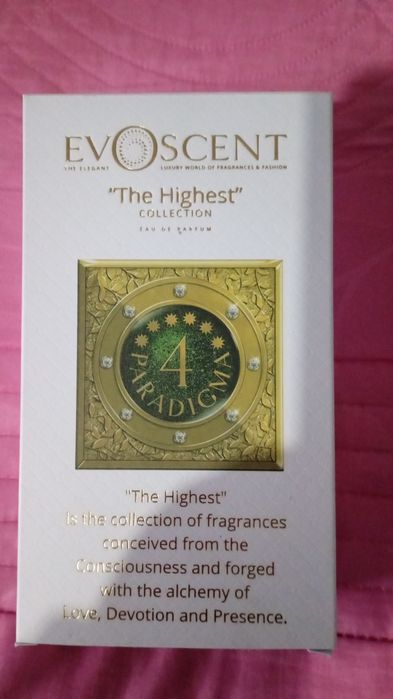 EVOSCENT
THE ELEGANT LUXURY WORLD OF FRAGRANCES & FASHION
"The Highest"
COLLECTION
EAU DE PARFUM
4
PARADIGMA
"The Highest"
is the collection of fragrances
conceived from the
Consciousness and forged
with the alchemy of
Love, Devotion and Presence.